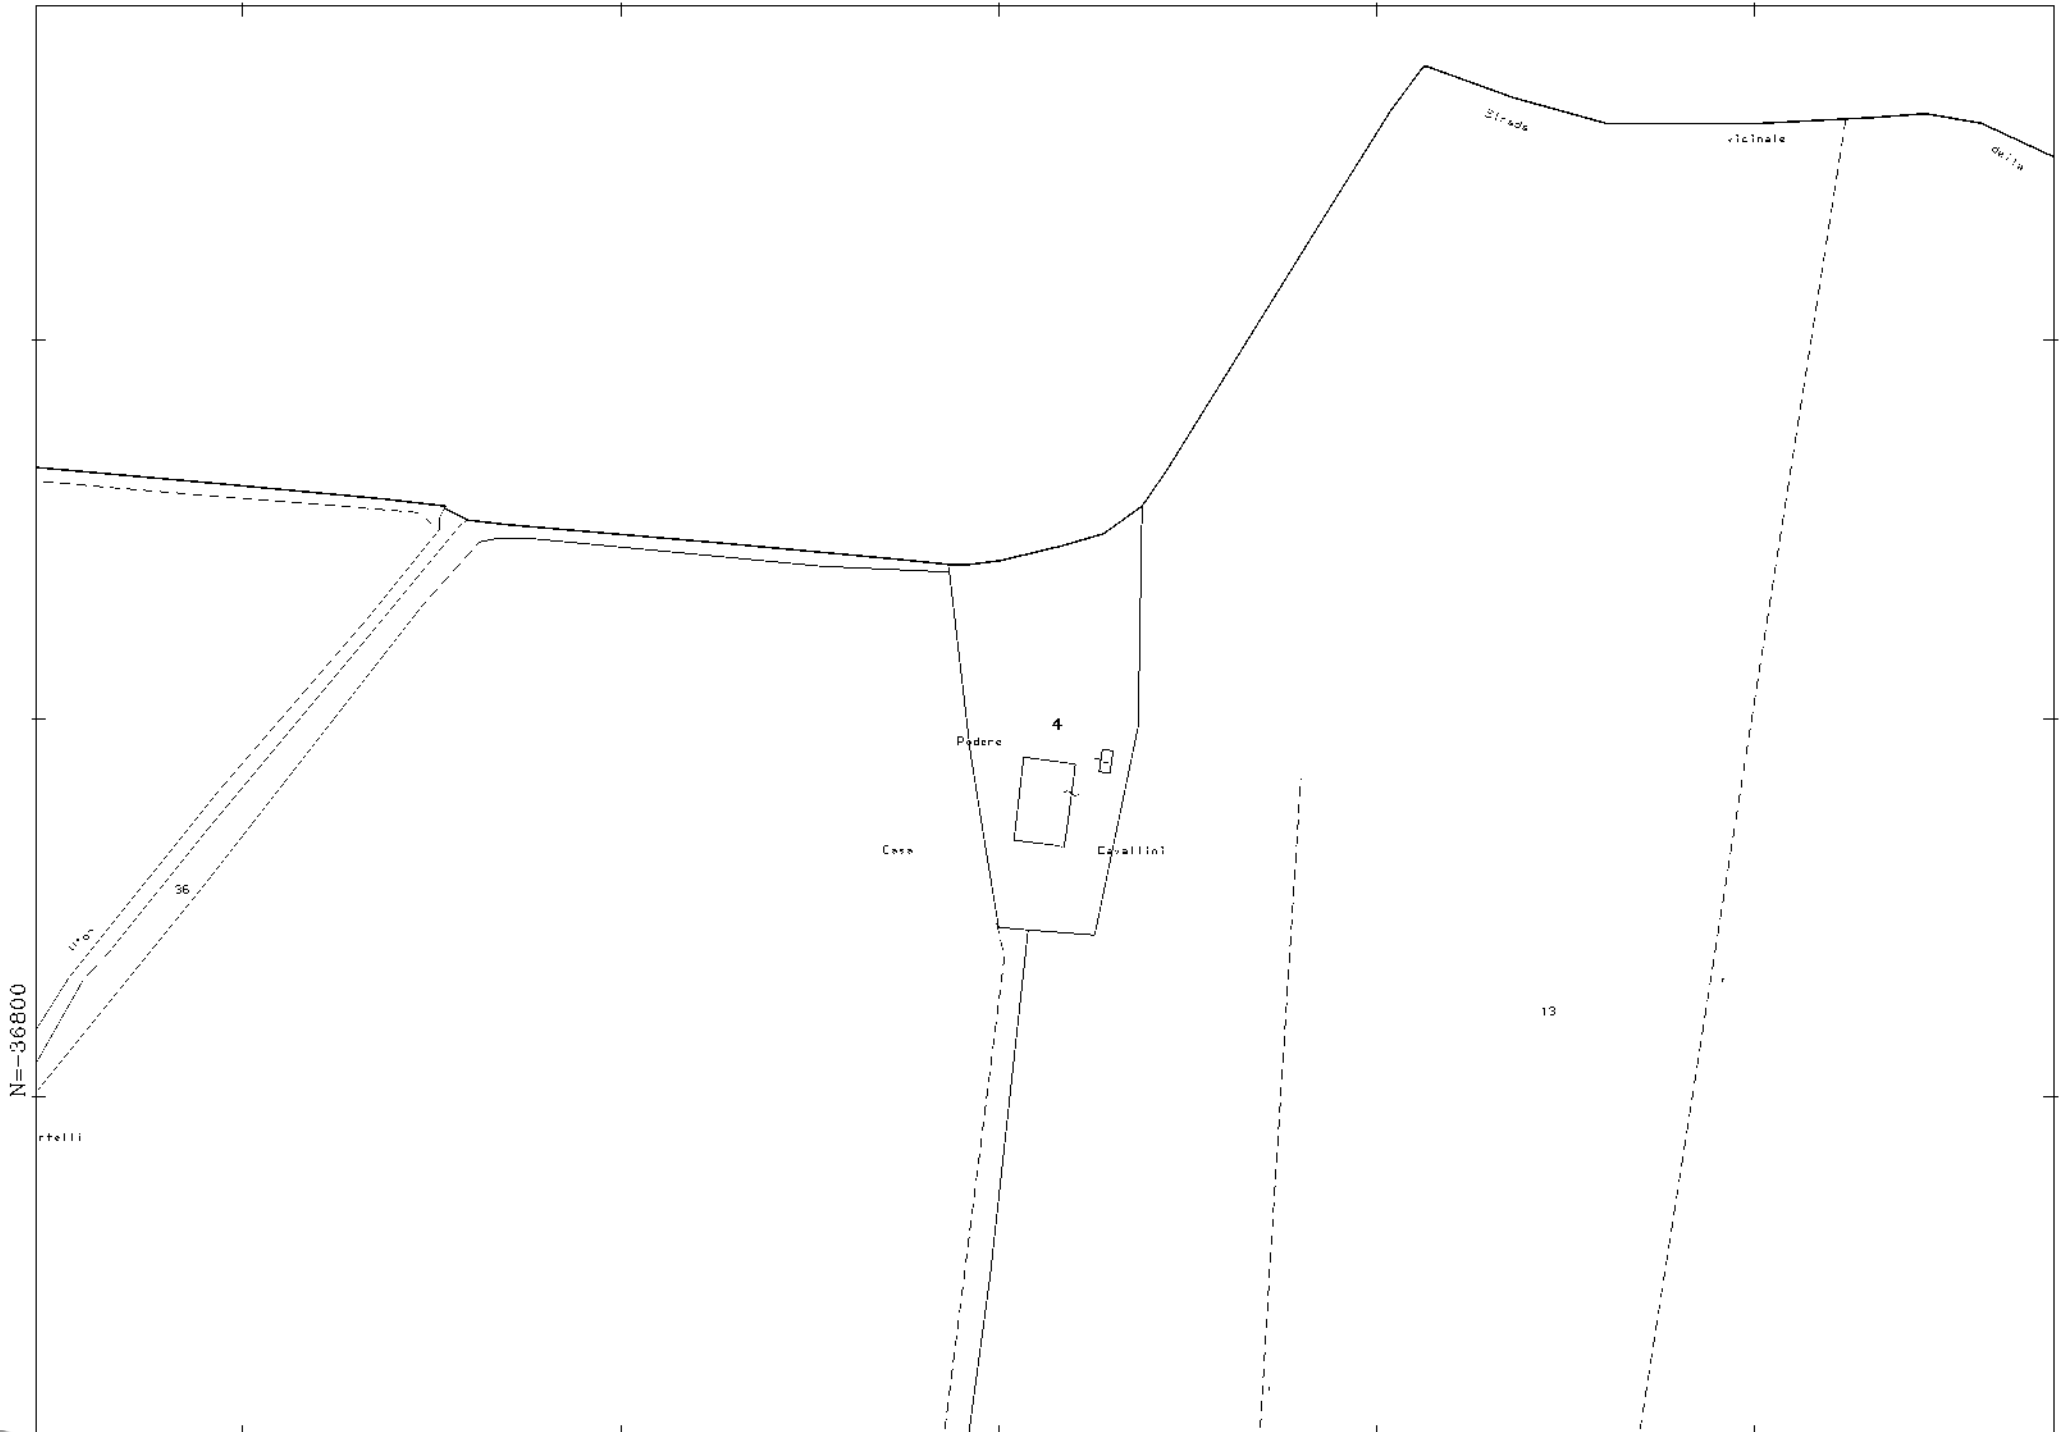 Strada
vicinale
della
4
Podere
Casa
Cavallini
36
13
N=-36800
rtelli